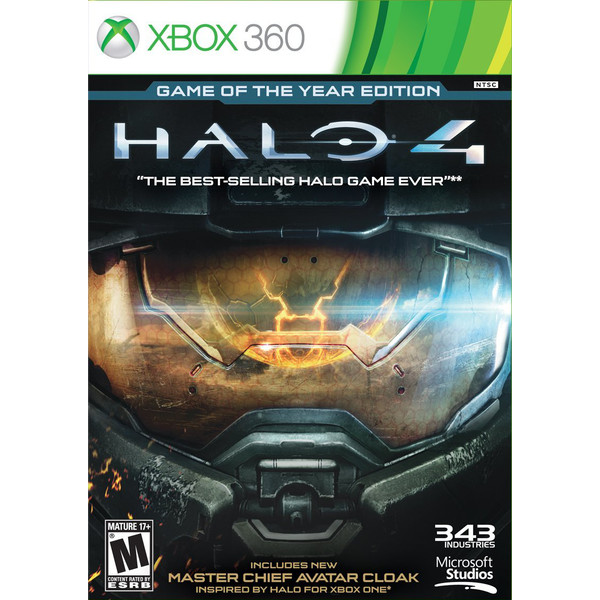 XBOX 360
NTSC
GAME OF THE YEAR EDITION
HALO 4
"THE BEST-SELLING HALO GAME EVER"**
MATURE 17+
M
CONTENT RATED BY
ESRB
INCLUDES NEW
MASTER CHIEF AVATAR CLOAK
INSPIRED BY HALO FOR XBOX ONE*
343
INDUSTRIES
Microsoft
Studios